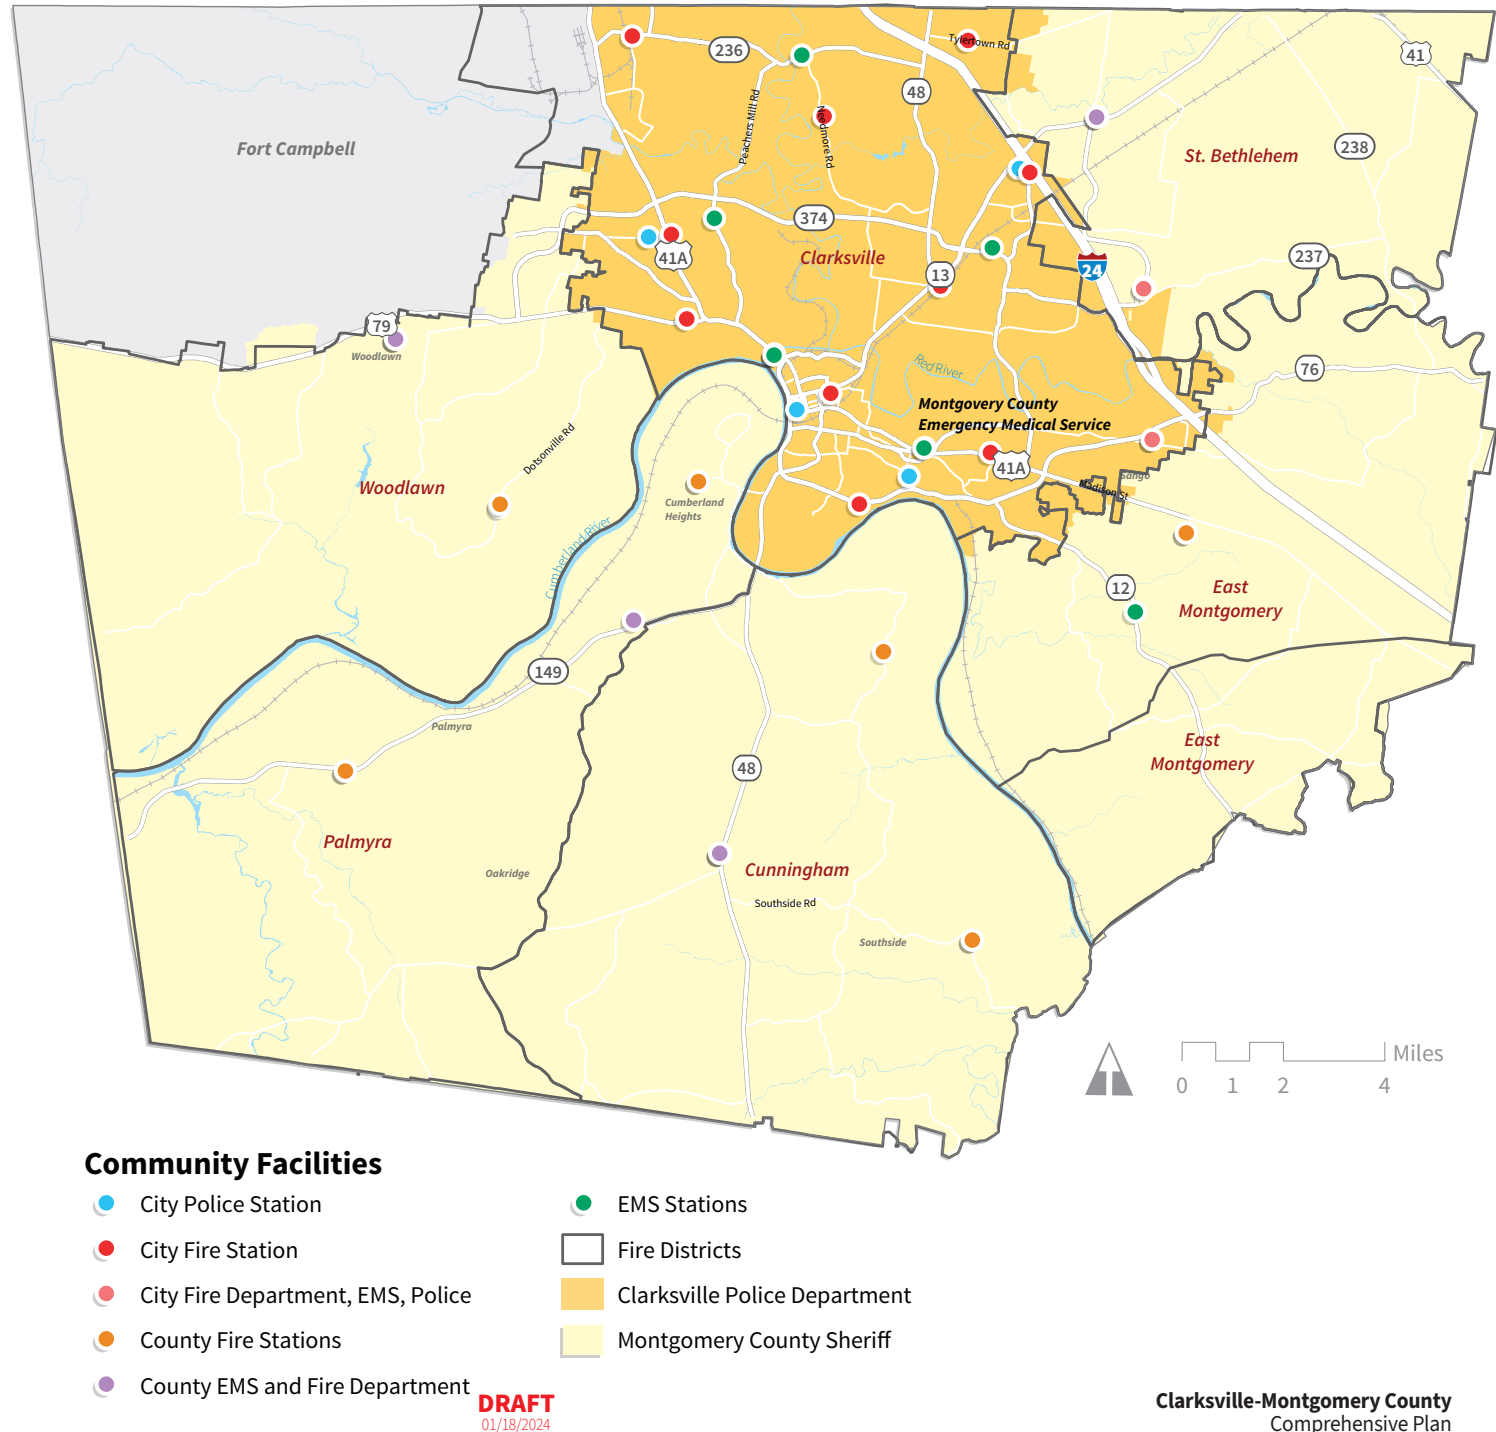 Tylertown Rd
236
41
48
Peachers Mill Rd
Needmore Rd
Fort Campbell
238
St. Bethlehem
374
Clarksville
41A
237
24
13
79
Woodlawn
Red River
76
Montgovery County
Emergency Medical Service
Dotsonville Rd
41A
Sango
Madison St
Woodlawn
Cumberland
Heights
Cumberland River
12
East
Montgomery
149
Palmyra
East
Montgomery
48
Palmyra
Oakridge
Cunningham
Southside Rd
Southside
Miles
0 1 2 4
Community Facilities
City Police Station
City Fire Station
City Fire Department, EMS, Police
County Fire Stations
County EMS and Fire Department
EMS Stations
Fire Districts
Clarksville Police Department
Montgomery County Sheriff
DRAFT
01/18/2024
Clarksville-Montgomery County
Comprehensive Plan